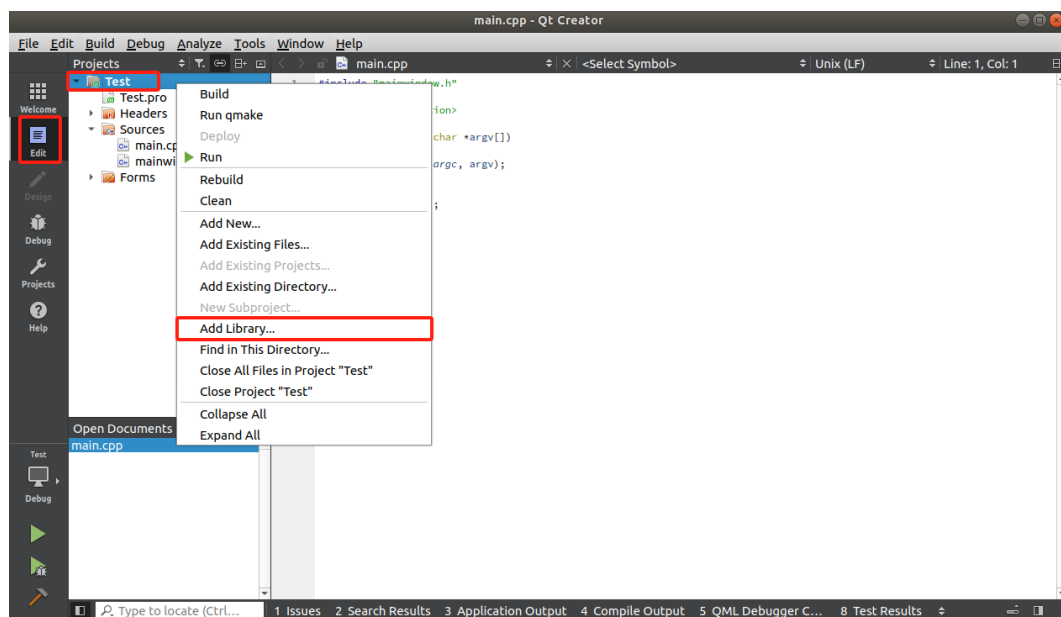 main.cpp - Qt Creator
File Edit Build Debug Analyze Tools Window Help
Projects main.cpp <Select Symbol> Unix (LF) Line: 1, Col: 1
Welcome
Edit
Design
Debug
Projects
Help
Test
Debug
Test
Test.pro
Headers
Sources
main.cp
mainwi
Forms
Build
Run qmake
Deploy
Run
Rebuild
Clean
Add New...
Add Existing Files...
Add Existing Projects...
Add Existing Directory...
New Subproject...
Add Library...
Find in This Directory...
Close All Files in Project "Test"
Close Project "Test"
Collapse All
Expand All
1 #include "mainwindow.h"
ion>
char *argv[])
argc, argv);
;
Open Documents
main.cpp
Type to locate (Ctrl... 1 Issues 2 Search Results 3 Application Output 4 Compile Output 5 QML Debugger C... 8 Test Results